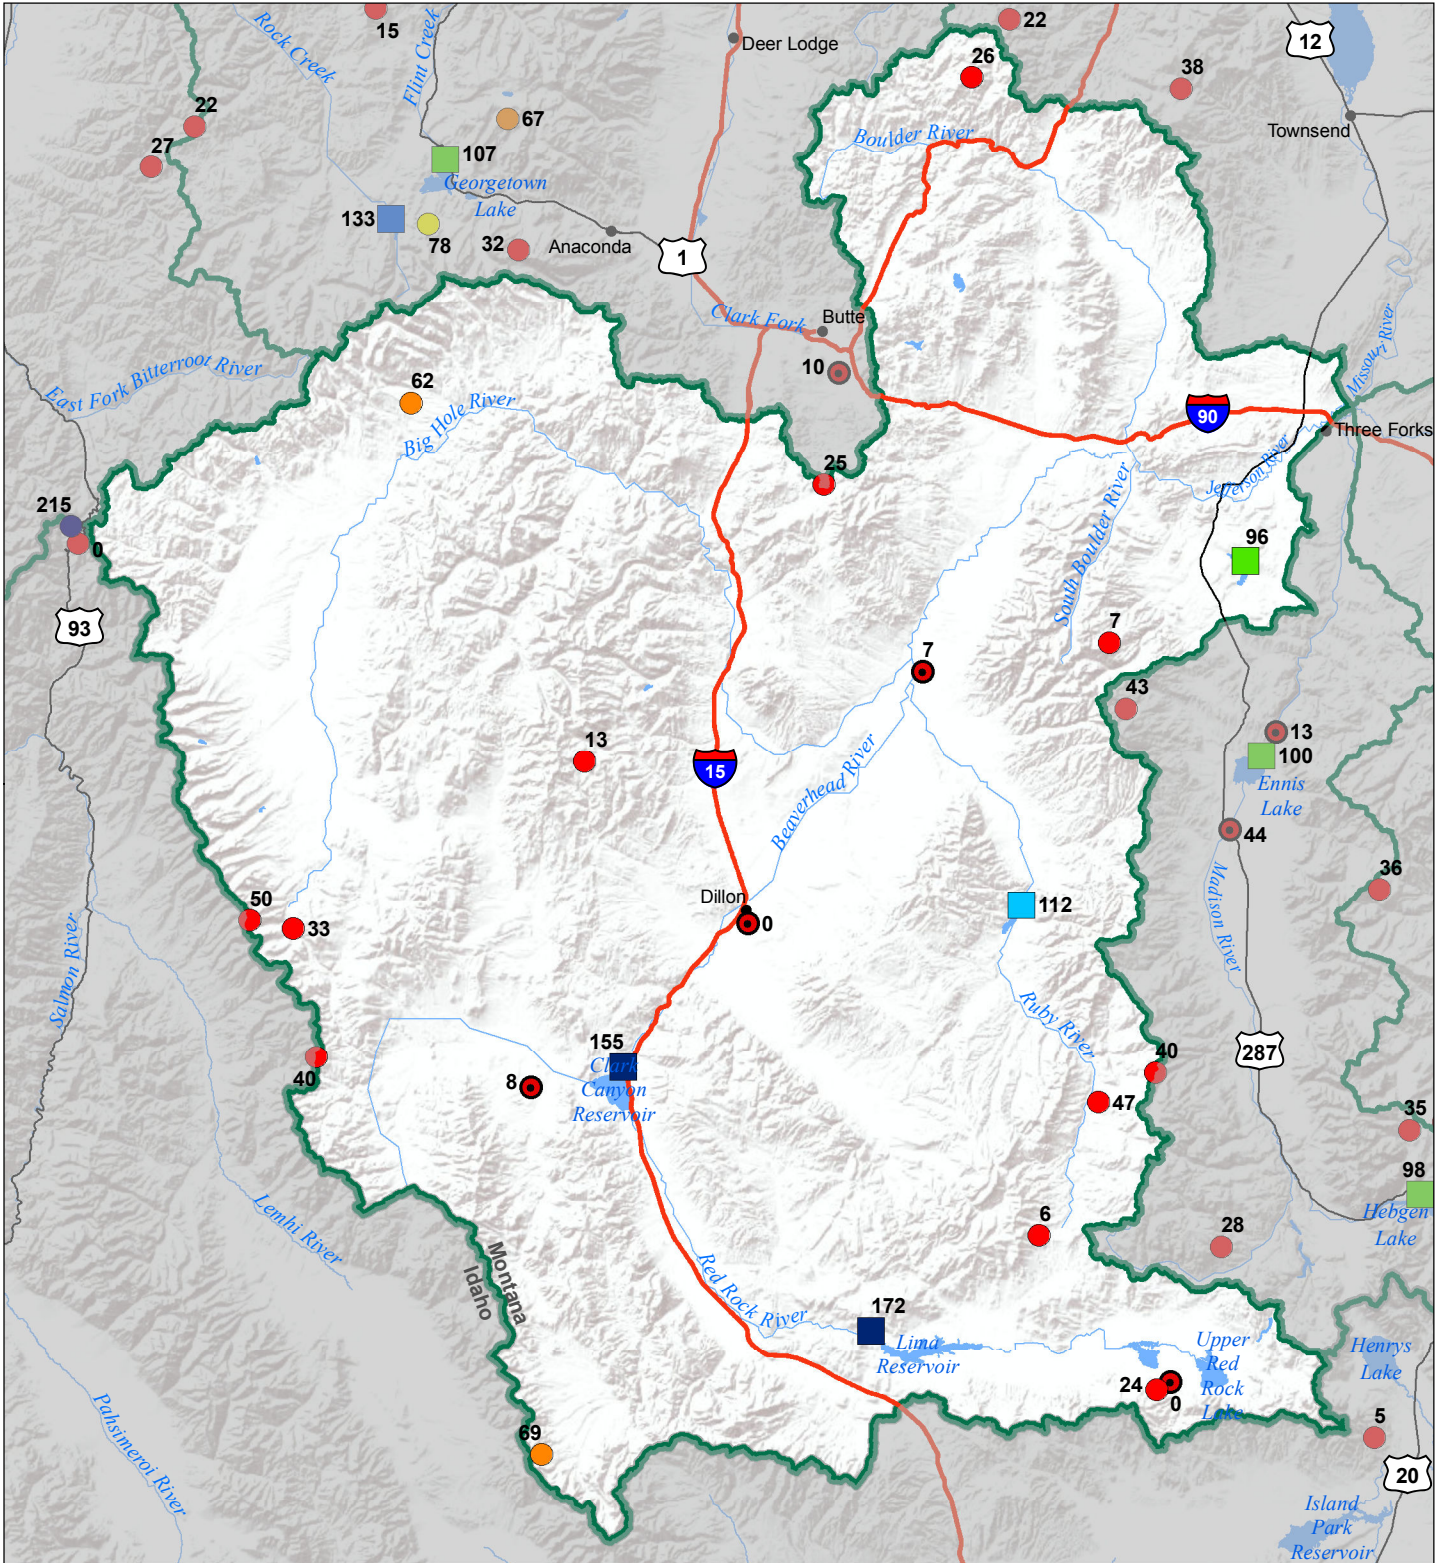 15
Rock Creek
Flint Creek
Deer Lodge
22
12
26
38
22
67
Townsend
27
107
Boulder River
Georgetown
Lake
133
78
32
Anaconda
1
Clark Fork
Butte
Missouri River
East Fork Bitterroot River
62
10
Big Hole River
90
Three Forks
25
Jefferson River
215
0
96
South Boulder River
93
7
7
43
13
13
100
Ennis
Lake
15
Beaverhead River
44
36
Madison River
Dillon
0
50
33
112
Salmon River
Ruby River
155
Clark
Canyon
Reservoir
40
287
40
8
47
35
98
Hebgen
Lake
Lemhi River
6
28
Montana
Idaho
Red Rock River
172
Lima
Reservoir
Upper
Red
Rock
Lake
Henrys
Lake
24
0
5
Pahsimeroi River
69
20
Island
Park
Reservoir